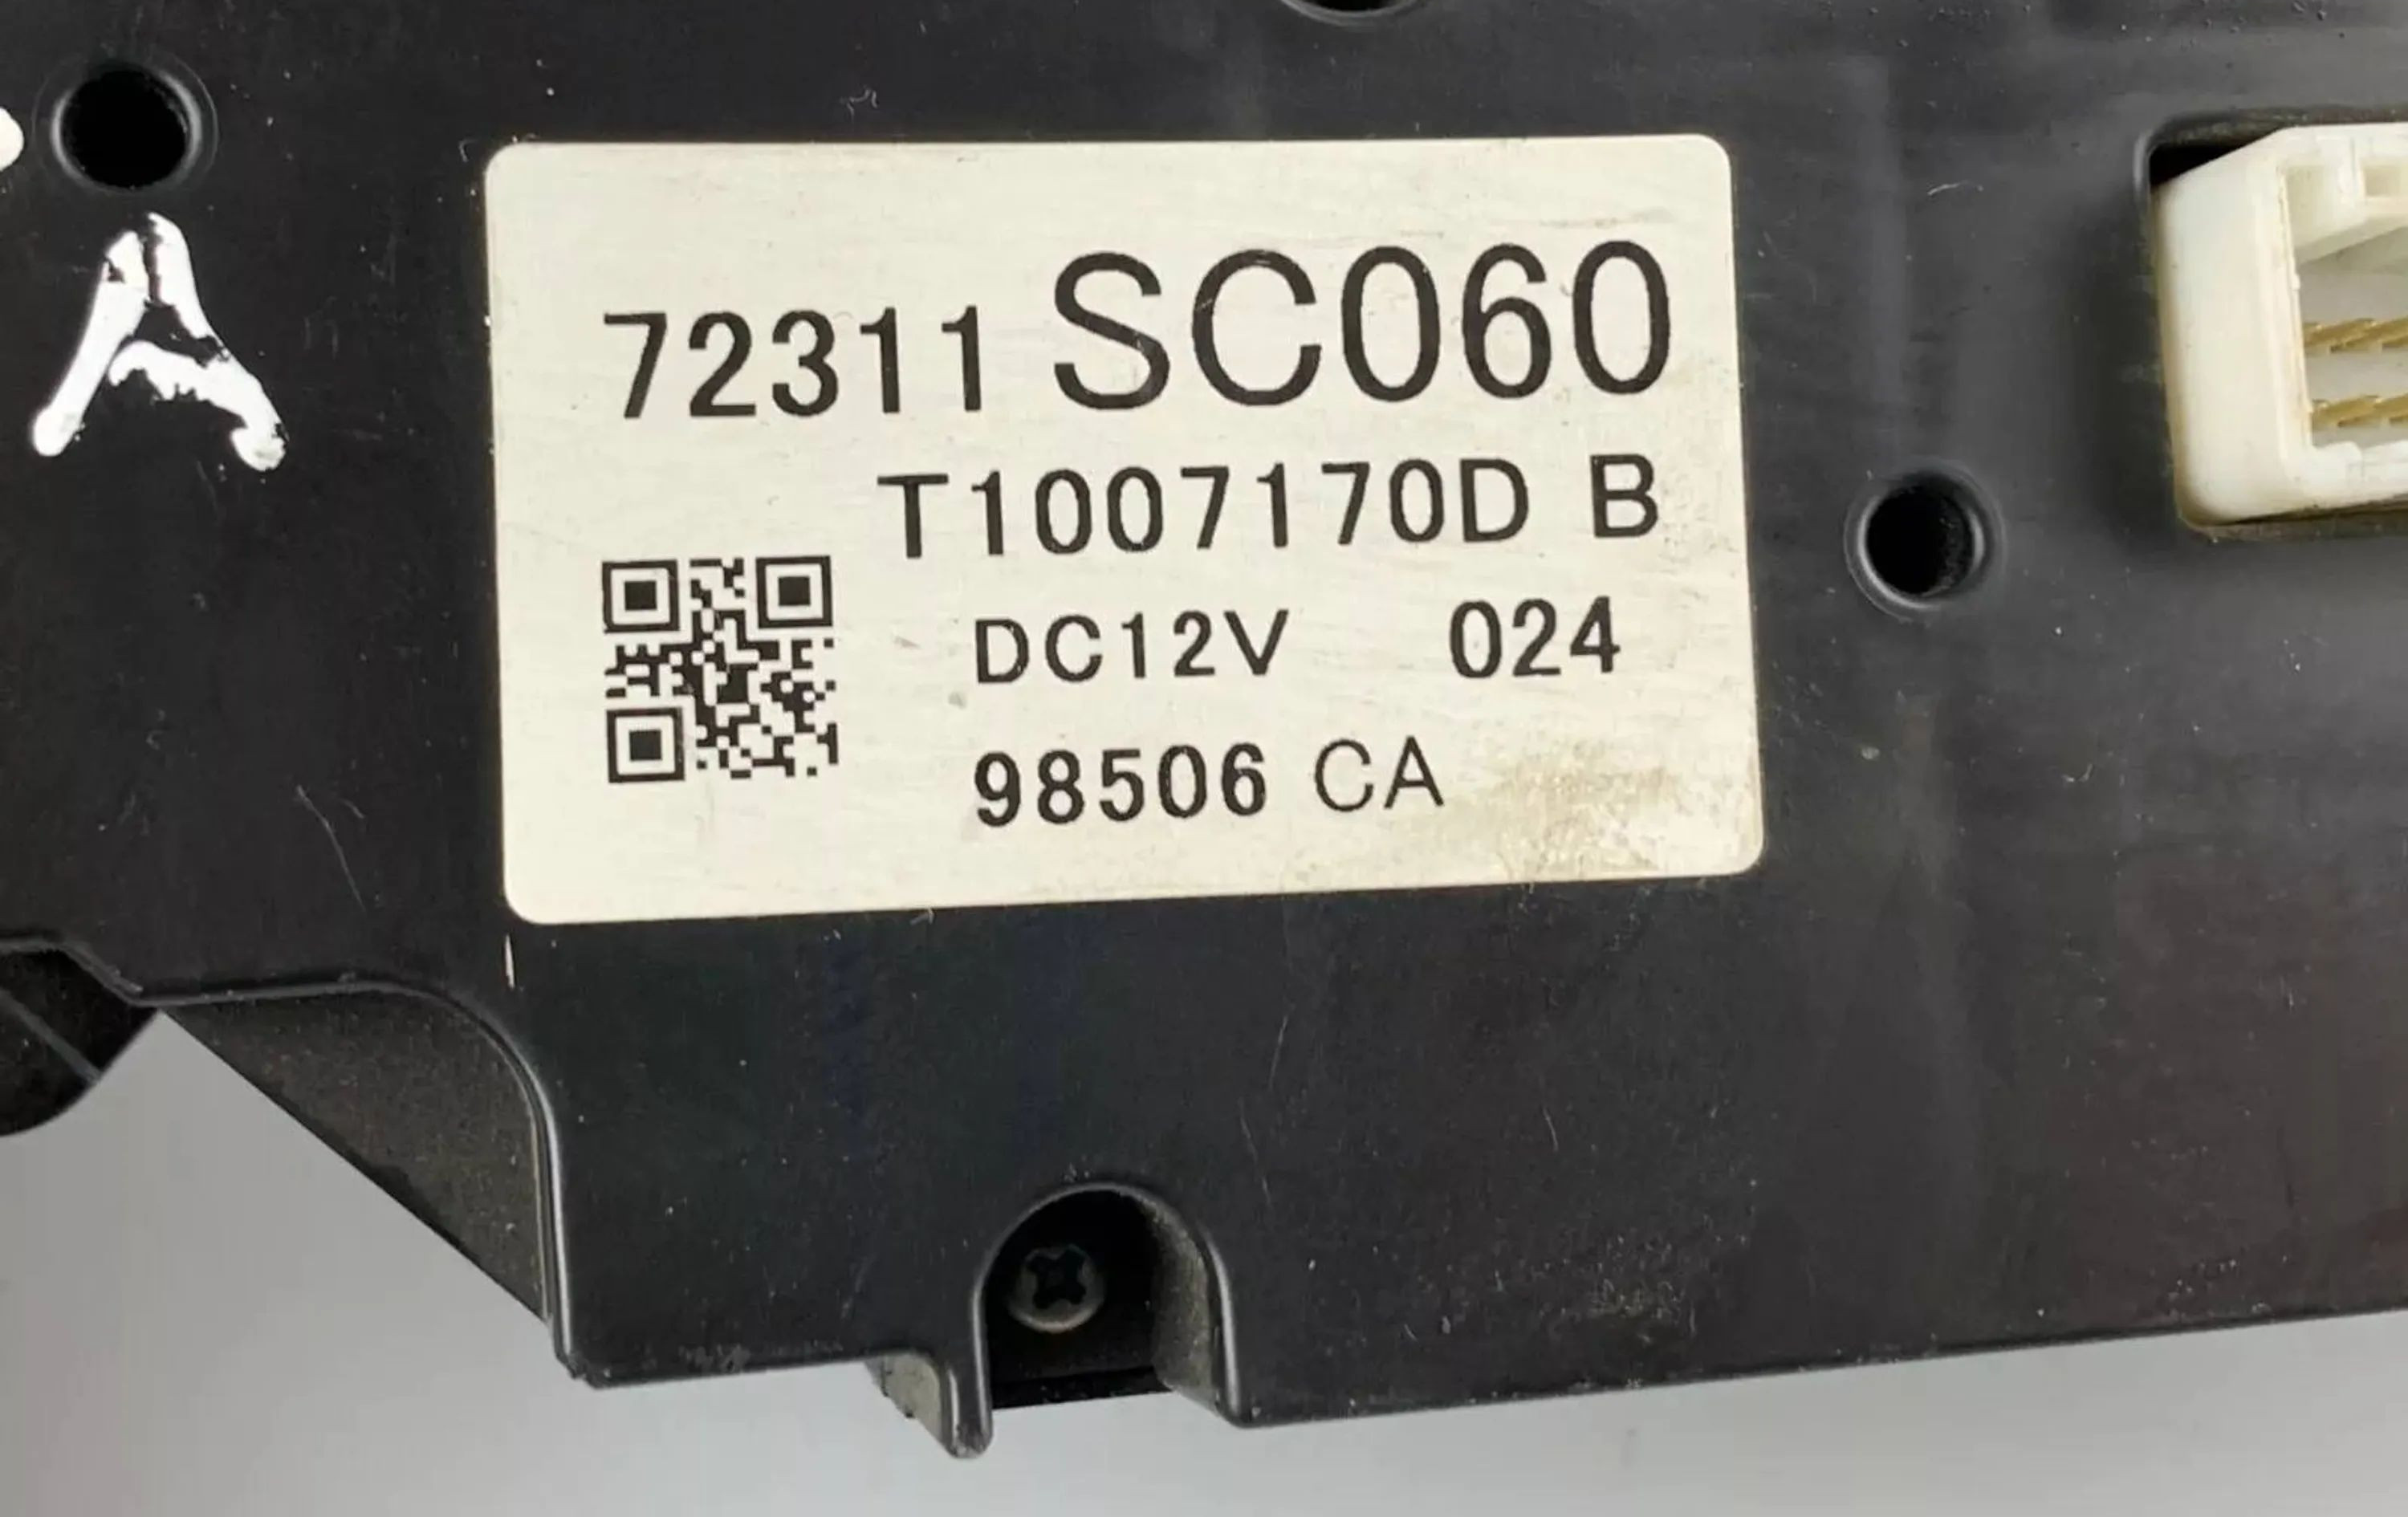 A
72311 SC060
T1007170D B
DC12V 024
98506 CA